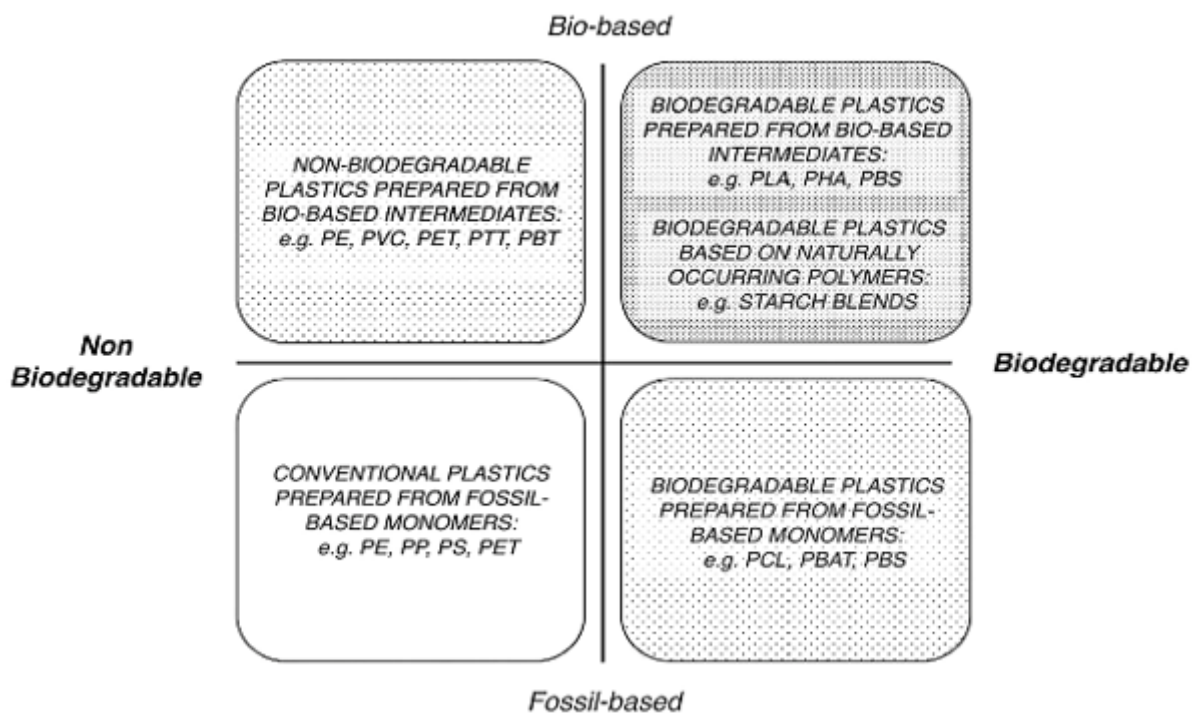 Bio-based
NON-BIODEGRADABLE
PLASTICS PREPARED FROM
BIO-BASED INTERMEDIATES:
e.g. PE, PVC, PET, PTT, PBT
BIODEGRADABLE PLASTICS
PREPARED FROM BIO-BASED
INTERMEDIATES:
e.g. PLA, PHA, PBS
BIODEGRADABLE PLASTICS
BASED ON NATURALLY
OCCURRING POLYMERS:
e.g. STARCH BLENDS
Non
Biodegradable
Biodegradable
CONVENTIONAL PLASTICS
PREPARED FROM FOSSIL-
BASED MONOMERS:
e.g. PE, PP, PS, PET
BIODEGRADABLE PLASTICS
PREPARED FROM FOSSIL-
BASED MONOMERS:
e.g. PCL, PBAT, PBS
Fossil-based